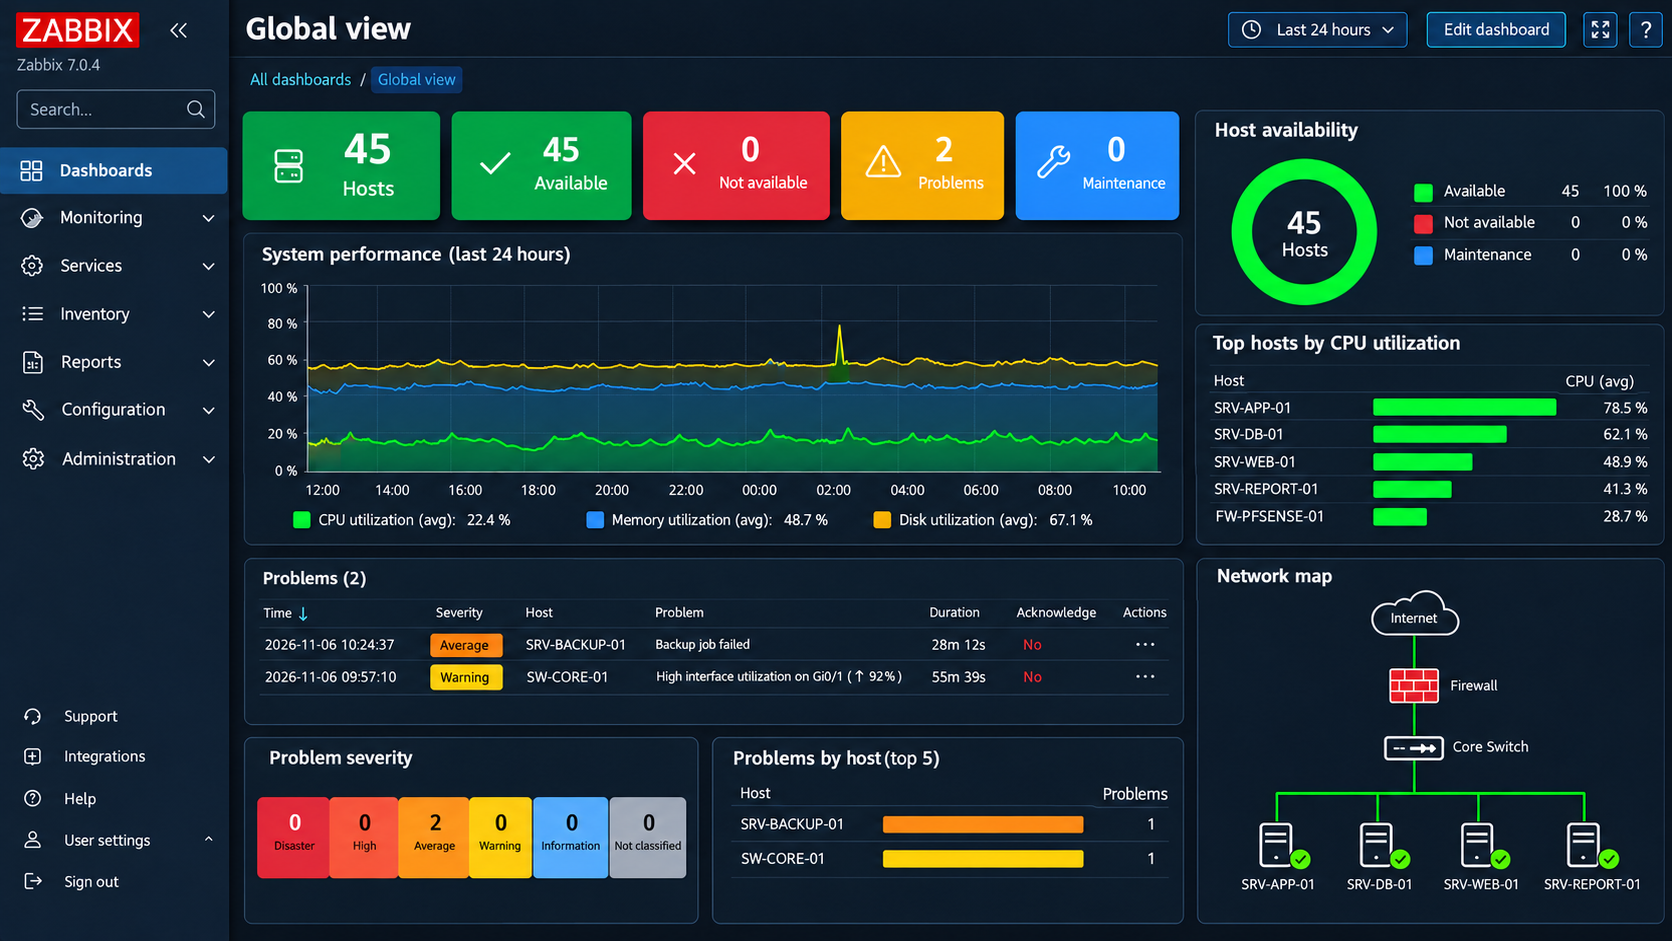 ZABBIX
Zabbix 7.0.4
Search...
Dashboards
Monitoring
Services
Inventory
Reports
Configuration
Administration
Support
Integrations
Help
User settings
Sign out
Global view
Last 24 hours
Edit dashboard
?
All dashboards / Global view
45
Hosts
45
Available
0
Not available
2
Problems
0
Maintenance
System performance (last 24 hours)
100 %
80 %
60 %
40 %
20 %
0 %
12:00 14:00 16:00 18:00 20:00 22:00 00:00 02:00 04:00 06:00 08:00 10:00
CPU utilization (avg): 22.4 % Memory utilization (avg): 48.7 % Disk utilization (avg): 67.1 %
Host availability
45
Hosts
Available 45 100 %
Not available 0 0 %
Maintenance 0 0 %
Top hosts by CPU utilization
Host CPU (avg)
SRV-APP-01 78.5 %
SRV-DB-01 62.1 %
SRV-WEB-01 48.9 %
SRV-REPORT-01 41.3 %
FW-PFSENSE-01 28.7 %
Problems (2)
Time ↓ Severity Host Problem Duration Acknowledge Actions
2026-11-06 10:24:37 Average SRV-BACKUP-01 Backup job failed 28m 12s No ...
2026-11-06 09:57:10 Warning SW-CORE-01 High interface utilization on Gi0/1 (↑ 92%) 55m 39s No ...
Problem severity
0
Disaster
0
High
2
Average
0
Warning
0
Information
0
Not classified
Problems by host (top 5)
Host Problems
SRV-BACKUP-01 1
SW-CORE-01 1
Network map
Internet
Firewall
Core Switch
SRV-APP-01 SRV-DB-01 SRV-WEB-01 SRV-REPORT-01